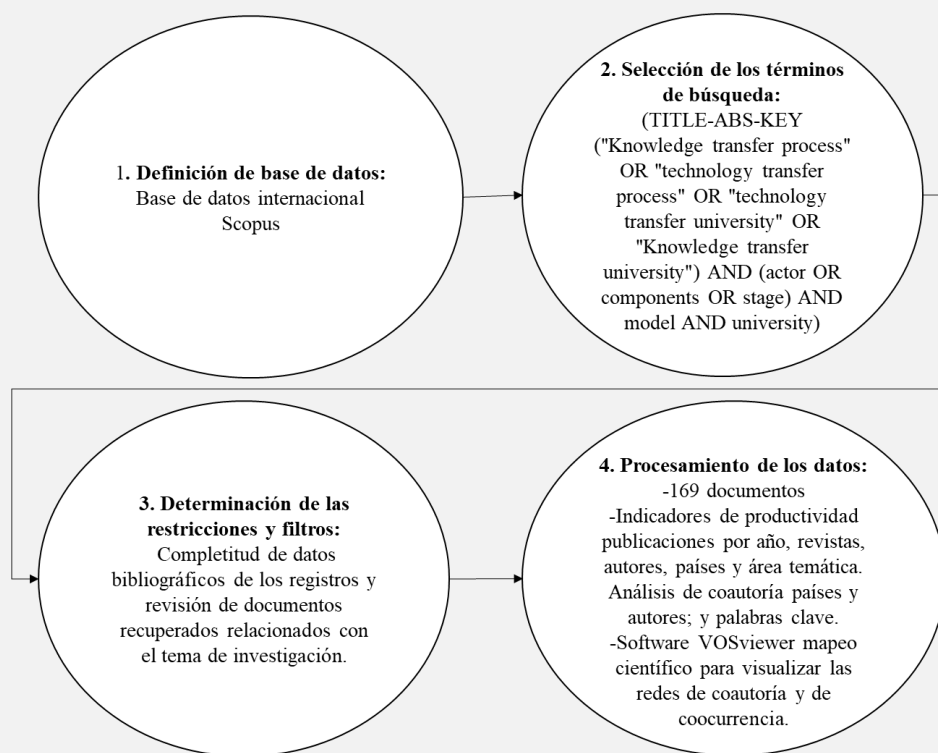 1. Definición de base de datos:
Base de datos internacional
Scopus
2. Selección de los términos
de búsqueda:
(TITLE-ABS-KEY
("Knowledge transfer process"
OR "technology transfer
process" OR "technology
transfer university" OR
"Knowledge transfer
university") AND (actor OR
components OR stage) AND
model AND university)
3. Determinación de las
restricciones y filtros:
Completitud de datos
bibliográficos de los registros y
revisión de documentos
recuperados relacionados con
el tema de investigación.
4. Procesamiento de los datos:
-169 documentos
-Indicadores de productividad
publicaciones por año, revistas,
autores, países y área temática.
Análisis de coautoría países y
autores; y palabras clave.
-Software VOSviewer mapeo
científico para visualizar las
redes de coautoría y de
coocurrencia.